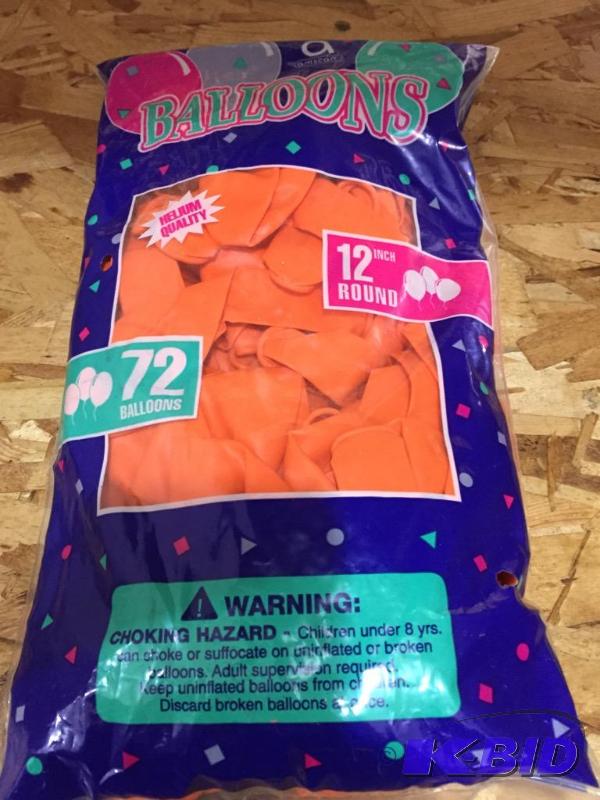 a
amscan
BALLOONS
HELIUM
QUALITY
12 INCH
ROUND
72
BALLOONS
WARNING:
CHOKING HAZARD - Children under 8 yrs.
can choke or suffocate on uninflated or broken
balloons. Adult supervision required.
Keep uninflated balloons from children.
Discard broken balloons at once.
K-BID